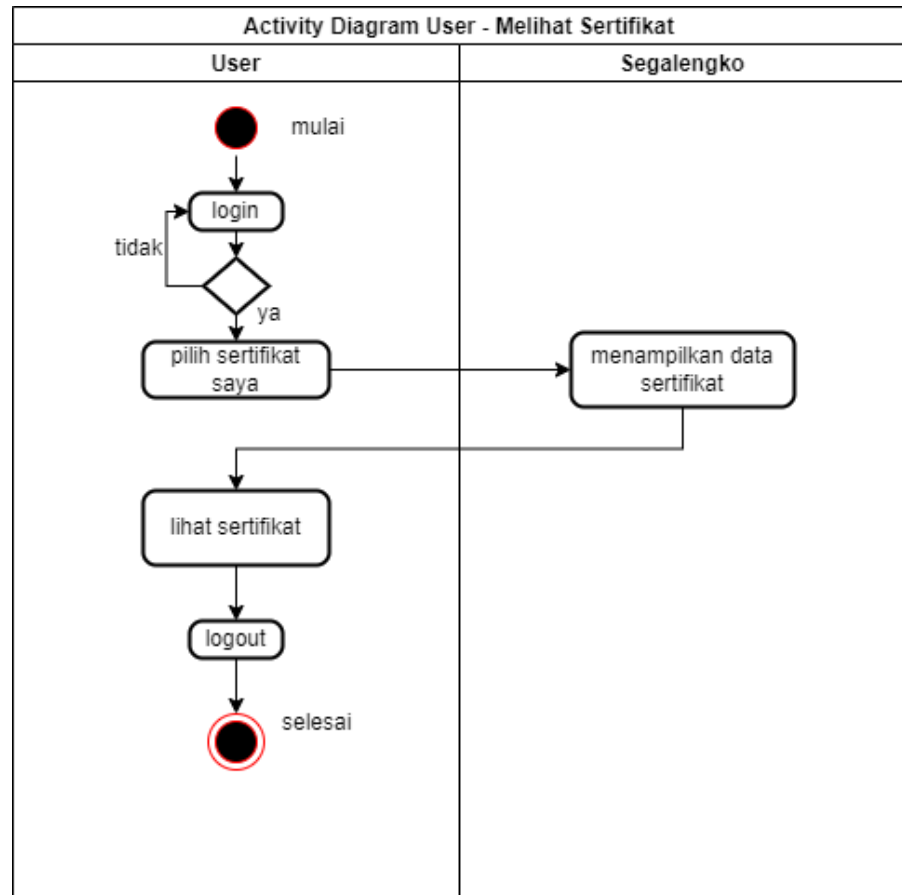 Activity Diagram User - Melihat Sertifikat
User
Segalengko
mulai
login
tidak
ya
pilih sertifikat
saya
menampilkan data
sertifikat
lihat sertifikat
logout
selesai